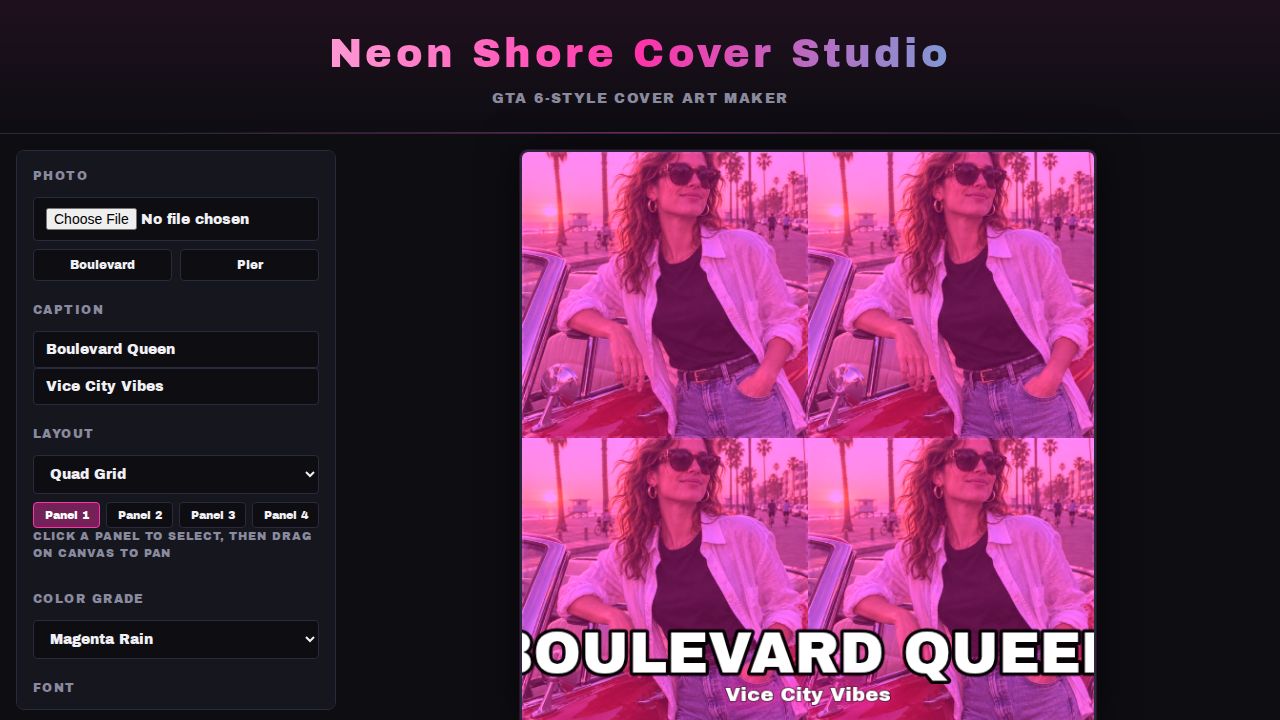 Neon Shore Cover Studio
GTA 6-STYLE COVER ART MAKER
PHOTO
Choose File No file chosen
Boulevard Pier
CAPTION
Boulevard Queen
Vice City Vibes
LAYOUT
Quad Grid
Panel 1 Panel 2 Panel 3 Panel 4
CLICK A PANEL TO SELECT, THEN DRAG
ON CANVAS TO PAN
COLOR GRADE
Magenta Rain
FONT
BOULEVARD QUEEN
Vice City Vibes